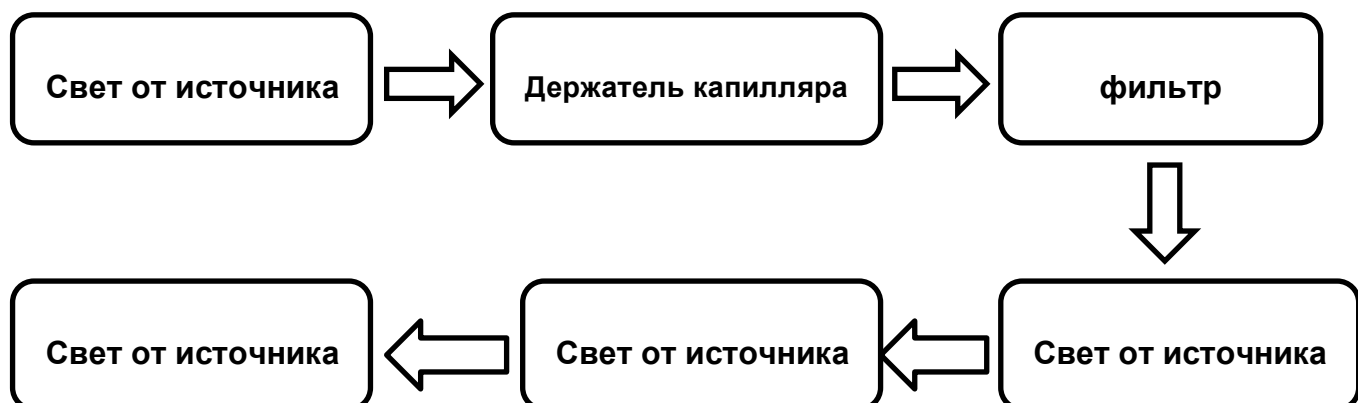 Свет от источника
Держатель капилляра
фильтр
Свет от источника
Свет от источника
Свет от источника